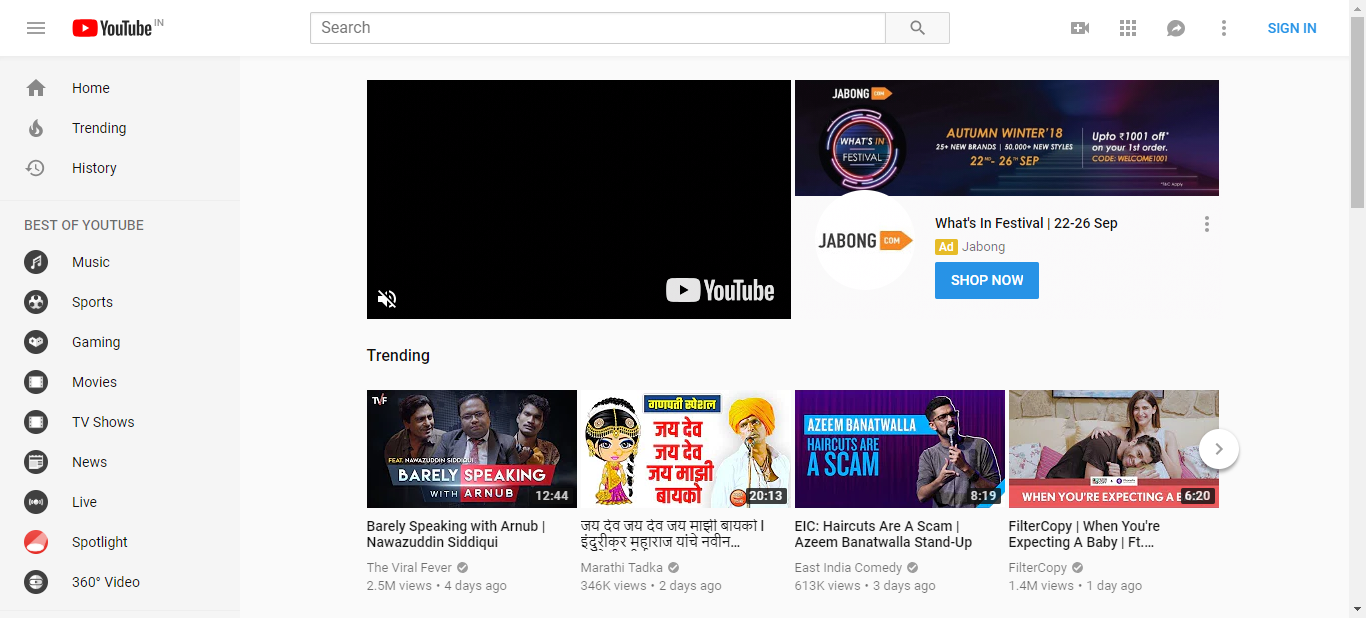 YouTube IN
Search
SIGN IN
Home
Trending
History
BEST OF YOUTUBE
Music
Sports
Gaming
Movies
TV Shows
News
Live
Spotlight
360° Video
YouTube
JABONG COM
WHAT'S IN
FESTIVAL
AUTUMN WINTER'18
25+ NEW BRANDS | 50,000+ NEW STYLES
22ND- 26TH SEP
Upto ₹1001 off*
on your 1st order.
CODE: WELCOME1001
*T&C Apply
JABONG COM
What's In Festival | 22-26 Sep
Ad Jabong
SHOP NOW
Trending
TVF
FEAT. NAWAZUDDIN SIDDIQUI
BARELY SPEAKING
WITH ARNUB
12:44
Barely Speaking with Arnub |
Nawazuddin Siddiqui
The Viral Fever
2.5M views • 4 days ago
गणपती स्पेशल
जय देव
जय देव
जय माझी
बायको
20:13
जय देव जय देव जय माझी बायको |
इंदुरीकर महाराज यांचे नवीन...
Marathi Tadka
346K views • 2 days ago
AZEEM BANATWALLA
HAIRCUTS ARE
A SCAM
8:19
EIC: Haircuts Are A Scam |
Azeem Banatwalla Stand-Up
East India Comedy
613K views • 3 days ago
WHEN YOU'RE EXPECTING A
6:20
FilterCopy | When You're
Expecting A Baby | Ft....
FilterCopy
1.4M views • 1 day ago